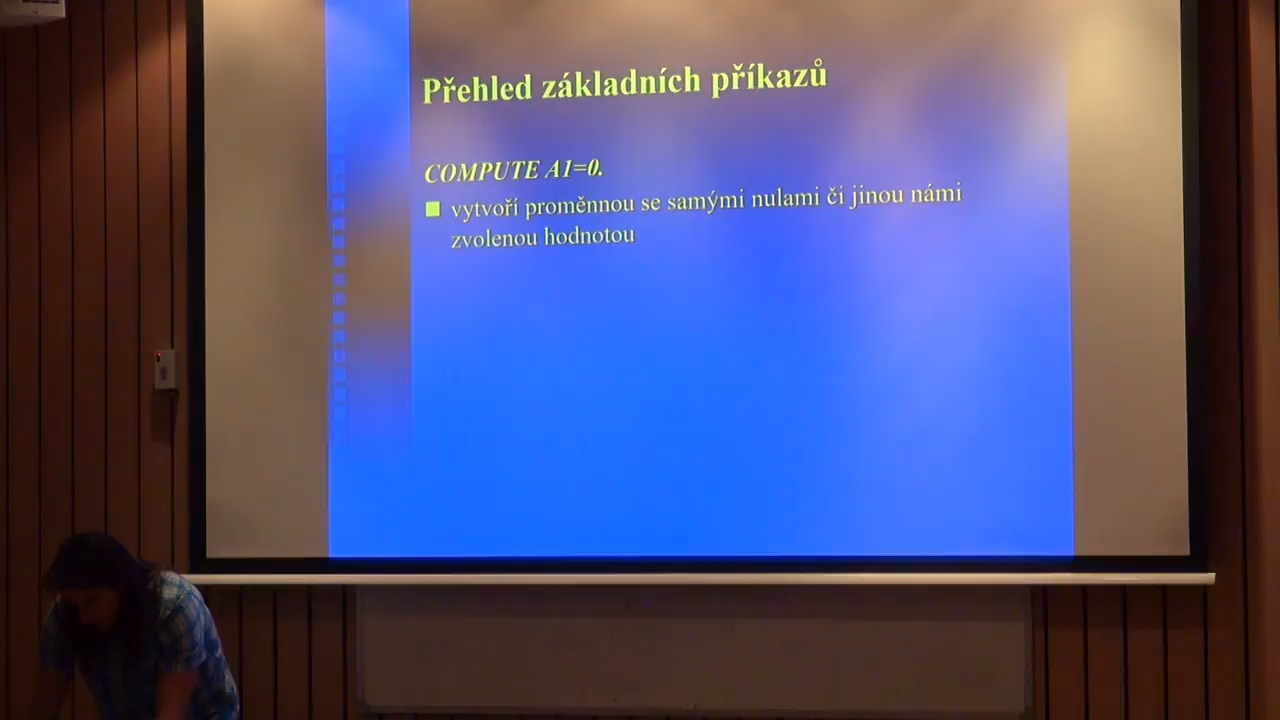 Přehled základních příkazů
COMPUTE A1=0.
vytvoří proměnnou se samými nulami či jinou námi
zvolenou hodnotou